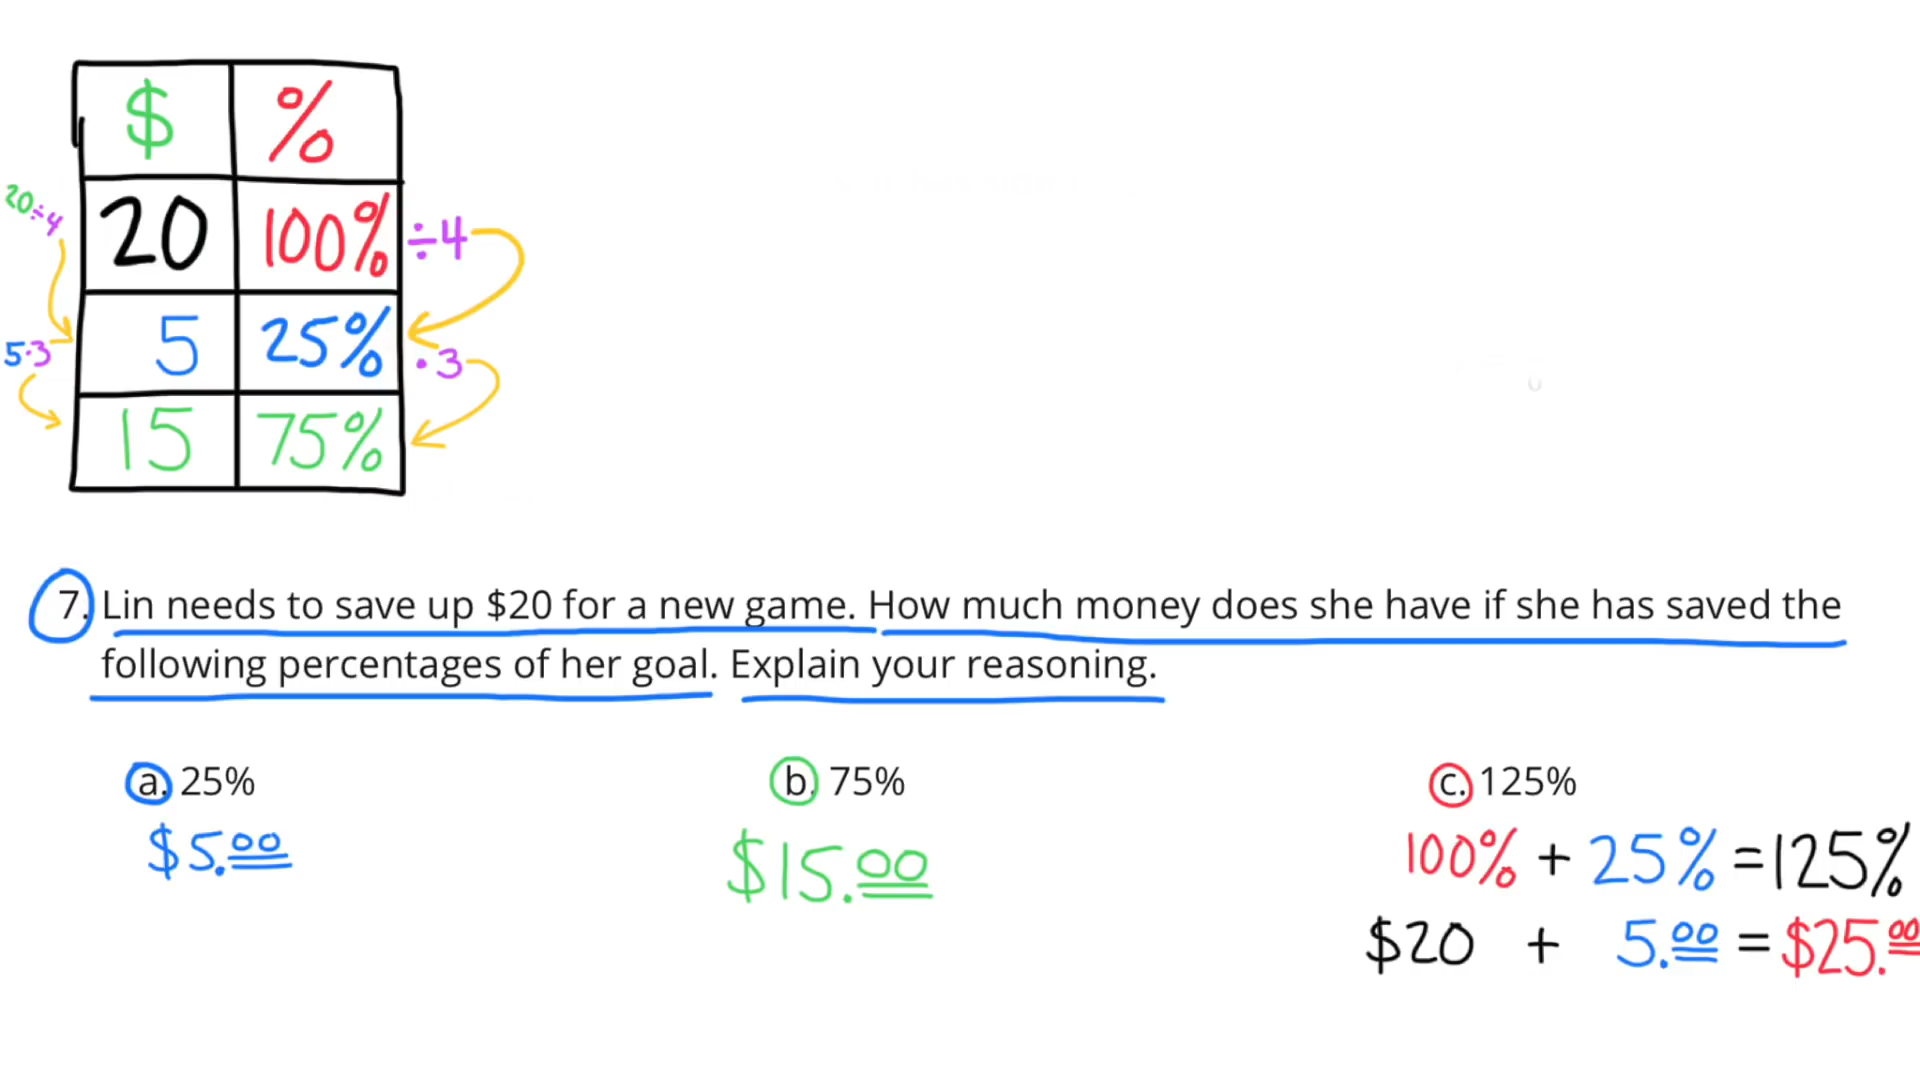 $ %
20÷4
20 100% ÷4
5 25%
5·3 ·3
15 75%
7. Lin needs to save up $20 for a new game. How much money does she have if she has saved the
following percentages of her goal. Explain your reasoning.
a. 25% b. 75% c. 125%
$5.00 $15.00 100% + 25% = 125%
$20 + 5.00 = $25.00